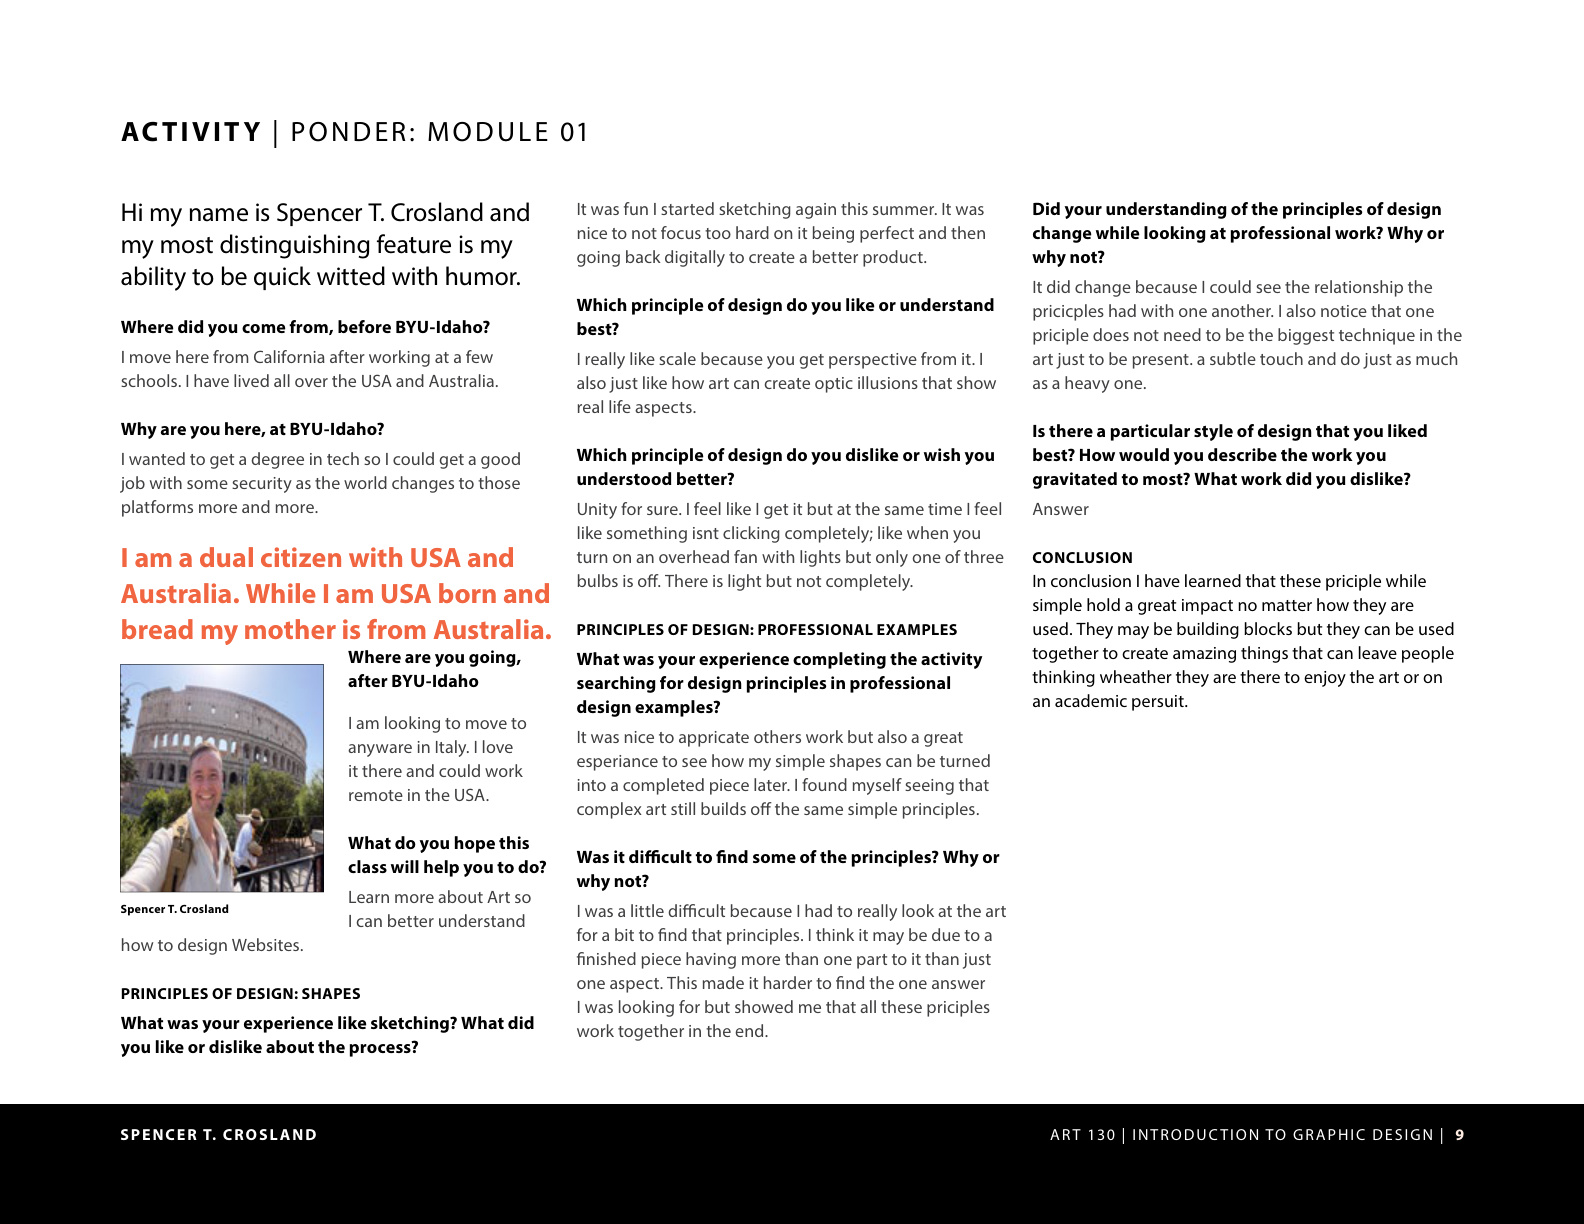 ACTIVITY | PONDER: MODULE 01
Hi my name is Spencer T. Crosland and
my most distinguishing feature is my
ability to be quick witted with humor.
Where did you come from, before BYU-Idaho?
I move here from California after working at a few
schools. I have lived all over the USA and Australia.
Why are you here, at BYU-Idaho?
I wanted to get a degree in tech so I could get a good
job with some security as the world changes to those
platforms more and more.
I am a dual citizen with USA and
Australia. While I am USA born and
bread my mother is from Australia.
Where are you going,
after BYU-Idaho
I am looking to move to
anyware in Italy. I love
it there and could work
remote in the USA.
What do you hope this
class will help you to do?
Learn more about Art so
I can better understand
how to design Websites.
Spencer T. Crosland
PRINCIPLES OF DESIGN: SHAPES
What was your experience like sketching? What did
you like or dislike about the process?
It was fun I started sketching again this summer. It was
nice to not focus too hard on it being perfect and then
going back digitally to create a better product.
Which principle of design do you like or understand
best?
I really like scale because you get perspective from it. I
also just like how art can create optic illusions that show
real life aspects.
Which principle of design do you dislike or wish you
understood better?
Unity for sure. I feel like I get it but at the same time I feel
like something isnt clicking completely; like when you
turn on an overhead fan with lights but only one of three
bulbs is off. There is light but not completely.
PRINCIPLES OF DESIGN: PROFESSIONAL EXAMPLES
What was your experience completing the activity
searching for design principles in professional
design examples?
It was nice to appricate others work but also a great
esperiance to see how my simple shapes can be turned
into a completed piece later. I found myself seeing that
complex art still builds off the same simple principles.
Was it difficult to find some of the principles? Why or
why not?
I was a little difficult because I had to really look at the art
for a bit to find that principles. I think it may be due to a
finished piece having more than one part to it than just
one aspect. This made it harder to find the one answer
I was looking for but showed me that all these priciples
work together in the end.
Did your understanding of the principles of design
change while looking at professional work? Why or
why not?
It did change because I could see the relationship the
pricicples had with one another. I also notice that one
priciple does not need to be the biggest technique in the
art just to be present. a subtle touch and do just as much
as a heavy one.
Is there a particular style of design that you liked
best? How would you describe the work you
gravitated to most? What work did you dislike?
Answer
CONCLUSION
In conclusion I have learned that these priciple while
simple hold a great impact no matter how they are
used. They may be building blocks but they can be used
together to create amazing things that can leave people
thinking wheather they are there to enjoy the art or on
an academic persuit.
SPENCER T. CROSLAND
ART 130 | INTRODUCTION TO GRAPHIC DESIGN | 9